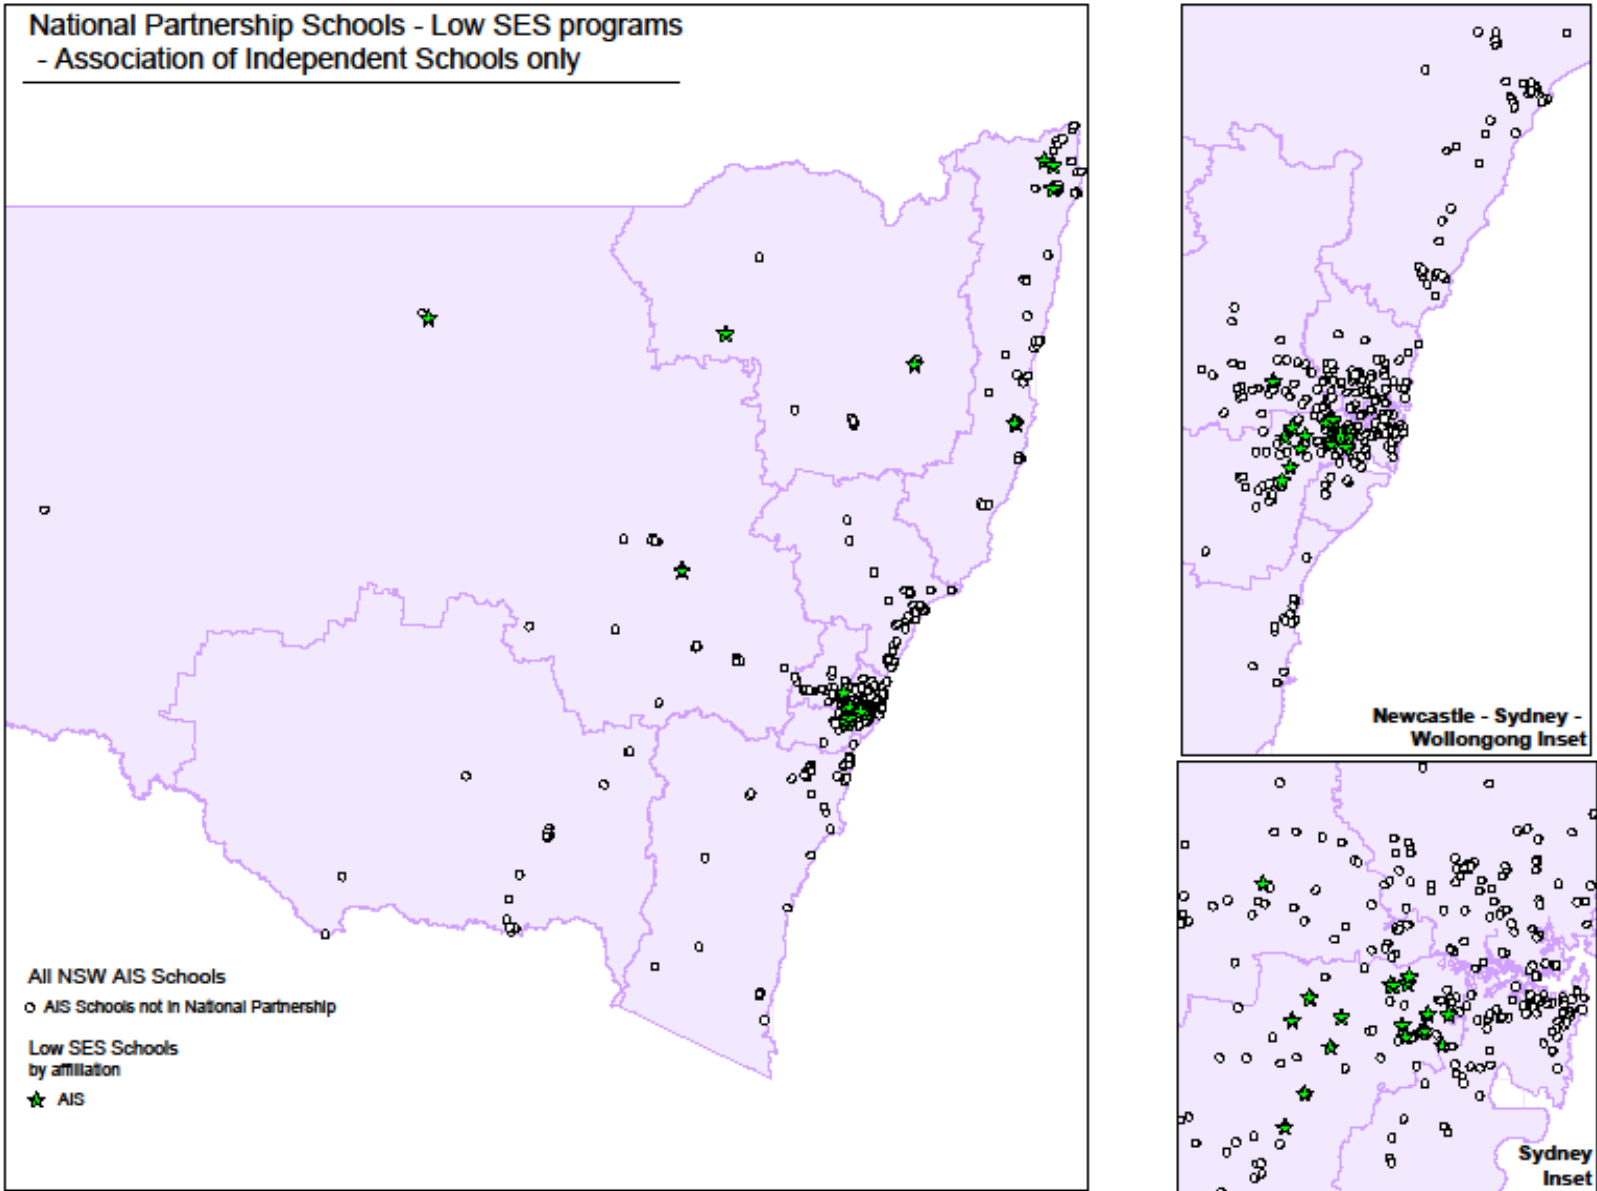 National Partnership Schools - Low SES programs
- Association of Independent Schools only
All NSW AIS Schools
AIS Schools not in National Partnership
Low SES Schools
by affiliation
AIS
Newcastle - Sydney -
Wollongong Inset
Sydney
Inset